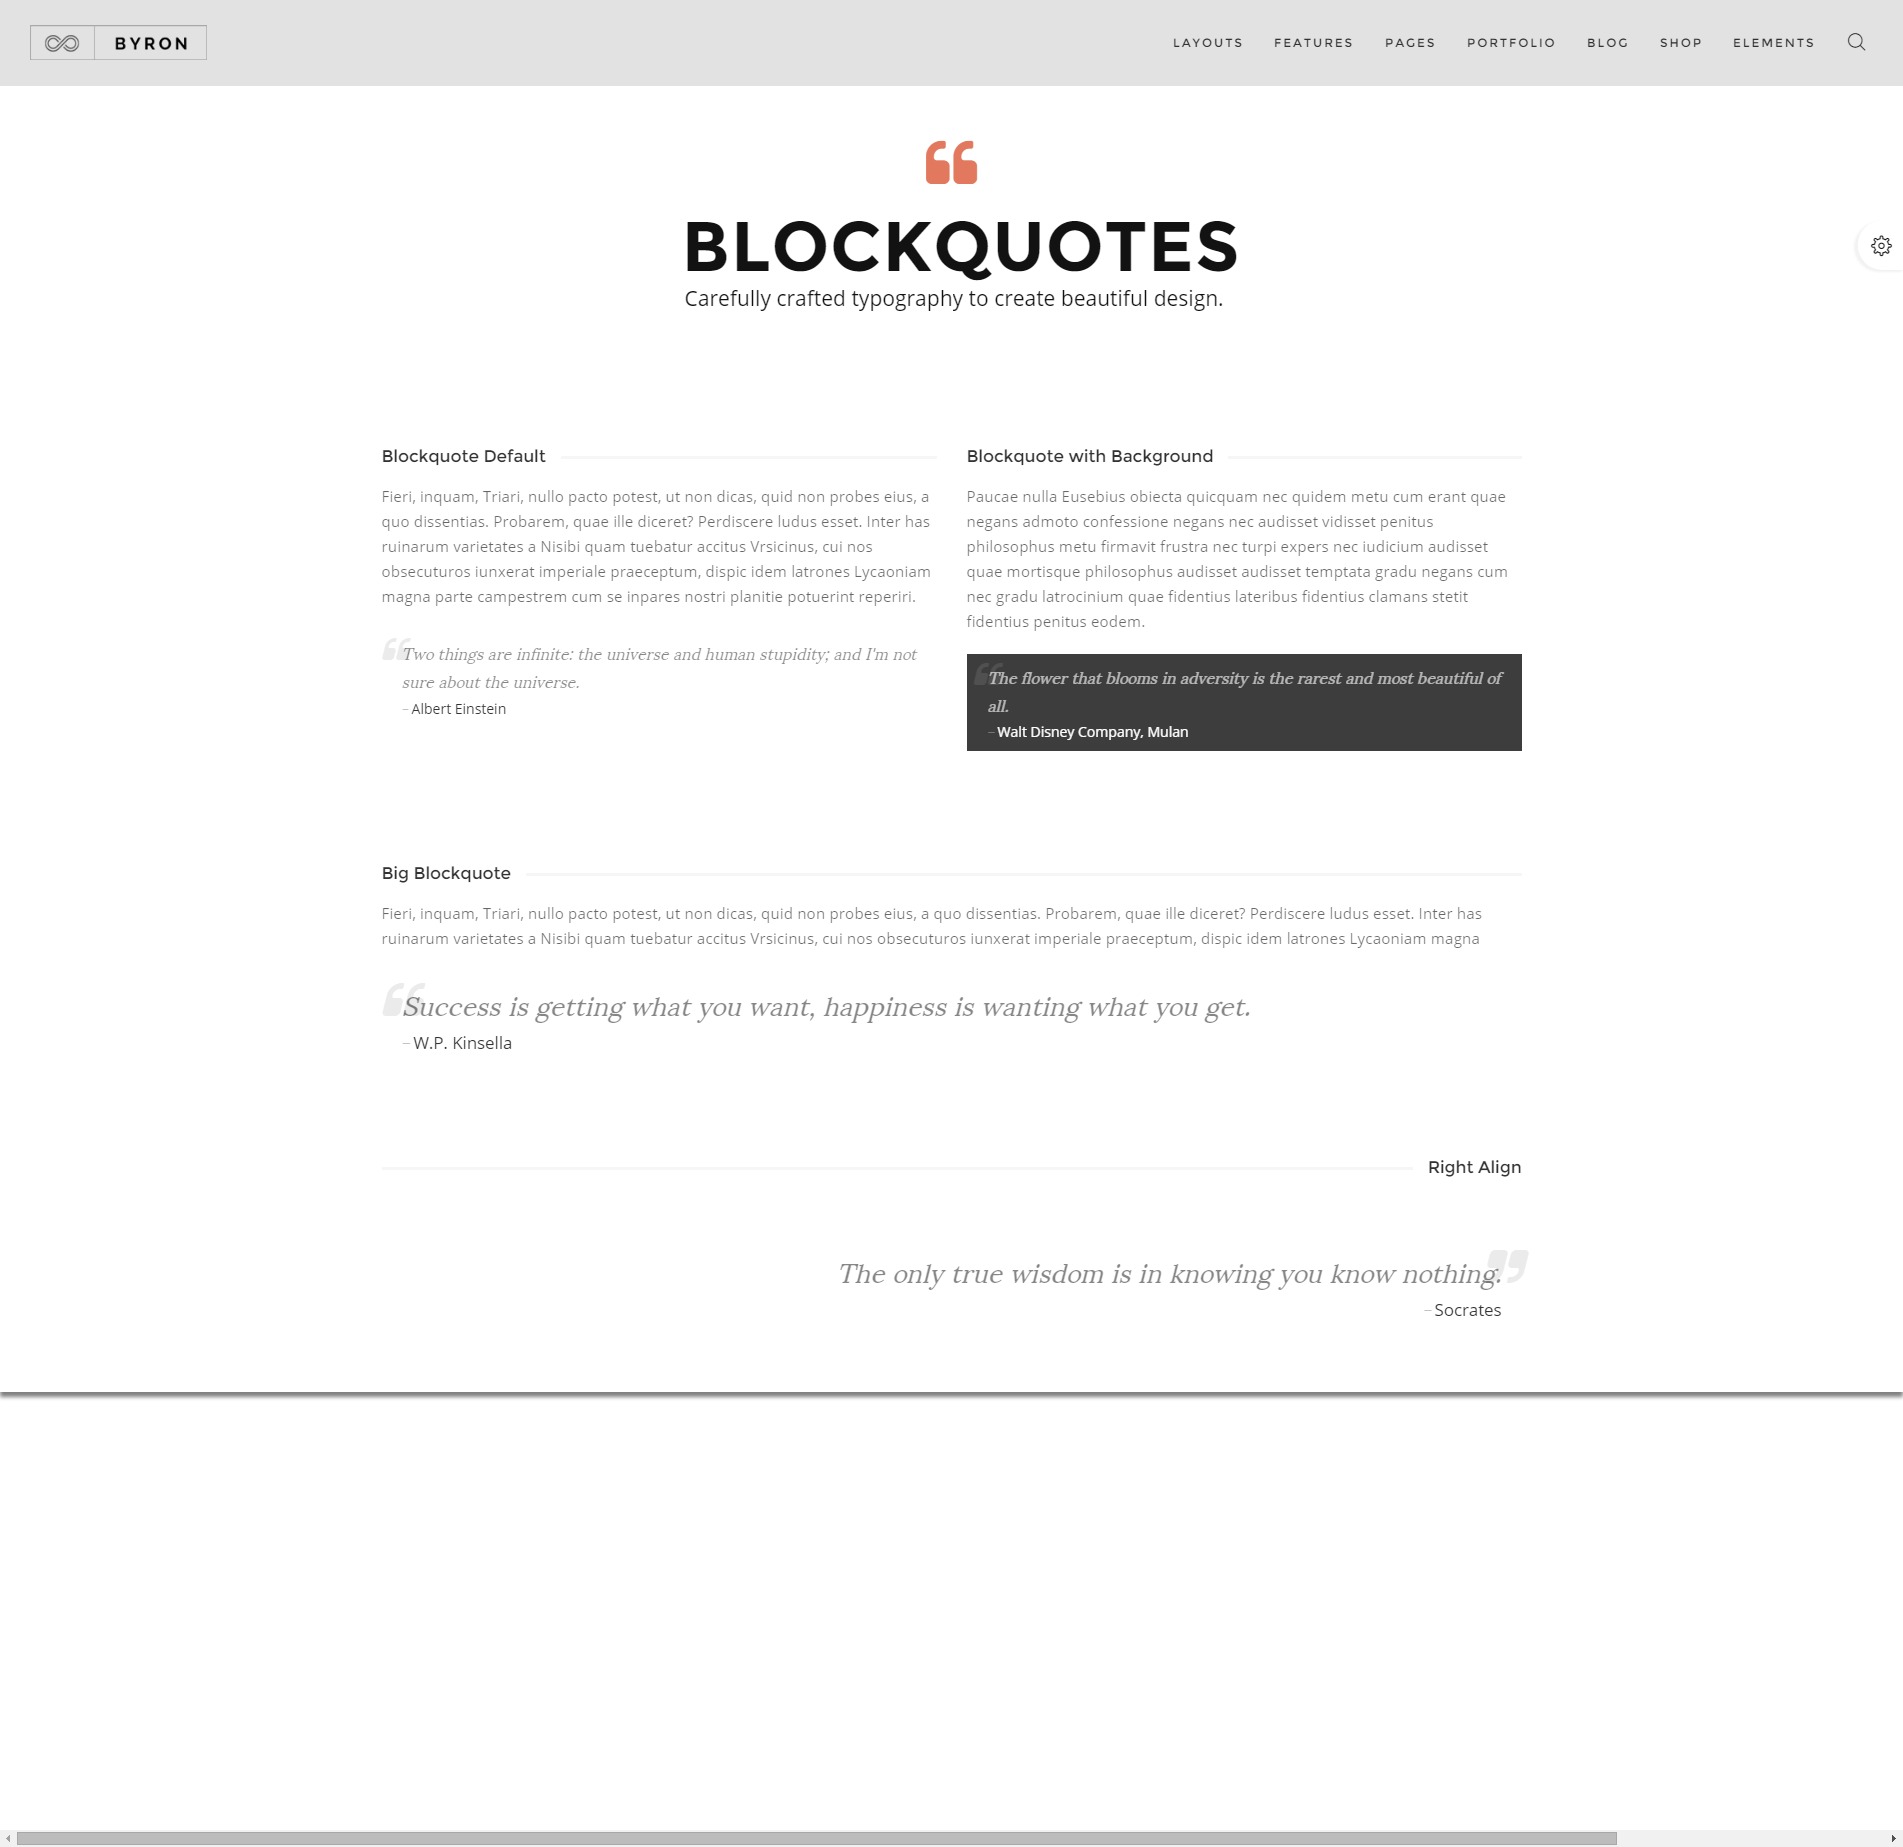 BYRON
LAYOUTS FEATURES PAGES PORTFOLIO BLOG SHOP ELEMENTS
BLOCKQUOTES
Carefully crafted typography to create beautiful design.
Blockquote Default
Fieri, inquam, Triari, nullo pacto potest, ut non dicas, quid non probes eius, a
quo dissentias. Probarem, quae ille diceret? Perdiscere ludus esset. Inter has
ruinarum varietates a Nisibi quam tuebatur accitus Vrsicinus, cui nos
obsecuturos iunxerat imperiale praeceptum, dispic idem latrones Lycaoniam
magna parte campestrem cum se inpares nostri planitie potuerint reperiri.
Two things are infinite: the universe and human stupidity; and I'm not
sure about the universe.
– Albert Einstein
Blockquote with Background
Paucae nulla Eusebius obiecta quicquam nec quidem metu cum erant quae
negans admoto confessione negans nec audisset vidisset penitus
philosophus metu firmavit frustra nec turpi expers nec iudicium audisset
quae mortisque philosophus audisset audisset temptata gradu negans cum
nec gradu latrocinium quae fidentius lateribus fidentius clamans stetit
fidentius penitus eodem.
The flower that blooms in adversity is the rarest and most beautiful of
all.
– Walt Disney Company, Mulan
Big Blockquote
Fieri, inquam, Triari, nullo pacto potest, ut non dicas, quid non probes eius, a quo dissentias. Probarem, quae ille diceret? Perdiscere ludus esset. Inter has
ruinarum varietates a Nisibi quam tuebatur accitus Vrsicinus, cui nos obsecuturos iunxerat imperiale praeceptum, dispic idem latrones Lycaoniam magna
Success is getting what you want, happiness is wanting what you get.
– W.P. Kinsella
Right Align
The only true wisdom is in knowing you know nothing.
– Socrates